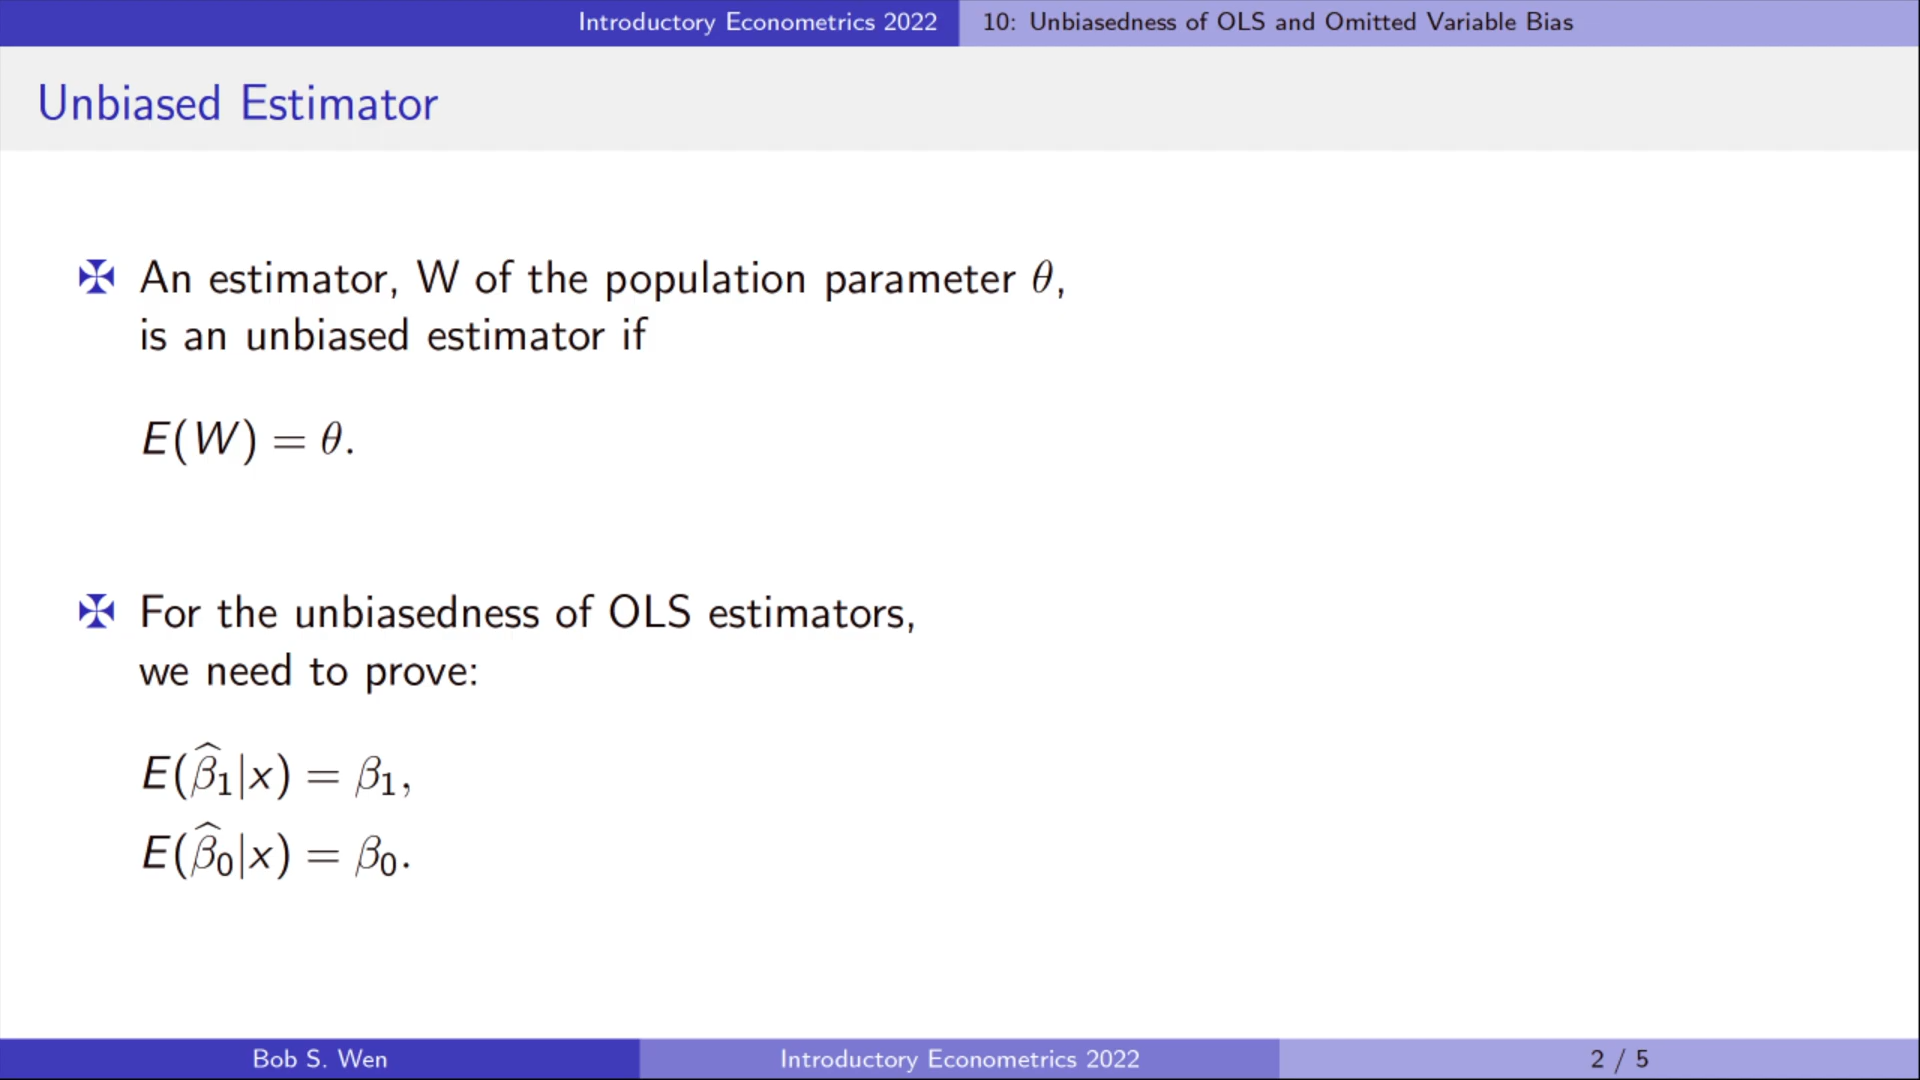 Introductory Econometrics 2022
10: Unbiasedness of OLS and Omitted Variable Bias
Unbiased Estimator
✠ An estimator, W of the population parameter θ,
is an unbiased estimator if
E(W) = θ.
✠ For the unbiasedness of OLS estimators,
we need to prove:
E(β̂₁|x) = β₁,
E(β̂₀|x) = β₀.
Bob S. Wen
Introductory Econometrics 2022
2 / 5